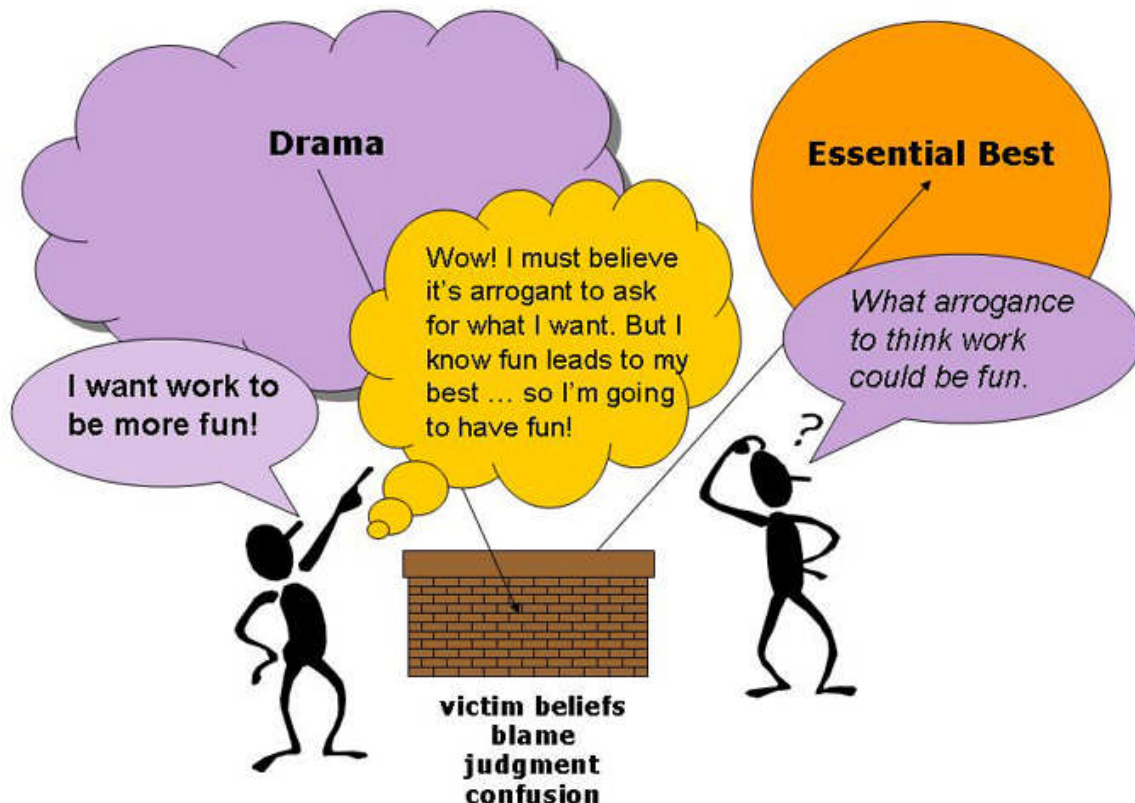 Drama
Essential Best
Wow! I must believe
it's arrogant to ask
for what I want. But I
know fun leads to my
best ... so I'm going
to have fun!
What arrogance
to think work
could be fun.
I want work to
be more fun!
?
victim beliefs
blame
judgment
confusion